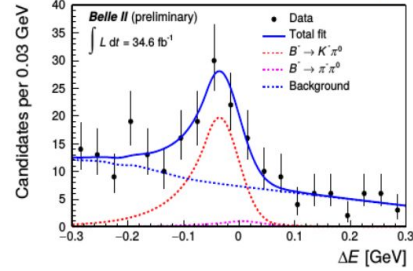 Belle II (preliminary)
∫ L dt = 34.6 fb⁻¹
Data
Total fit
B⁻ → K⁻π⁰
B⁻ → π⁻π⁰
Background
Candidates per 0.03 GeV
40
35
30
25
20
15
10
5
0
−0.3 −0.2 −0.1 0 0.1 0.2 0.3
ΔE [GeV]